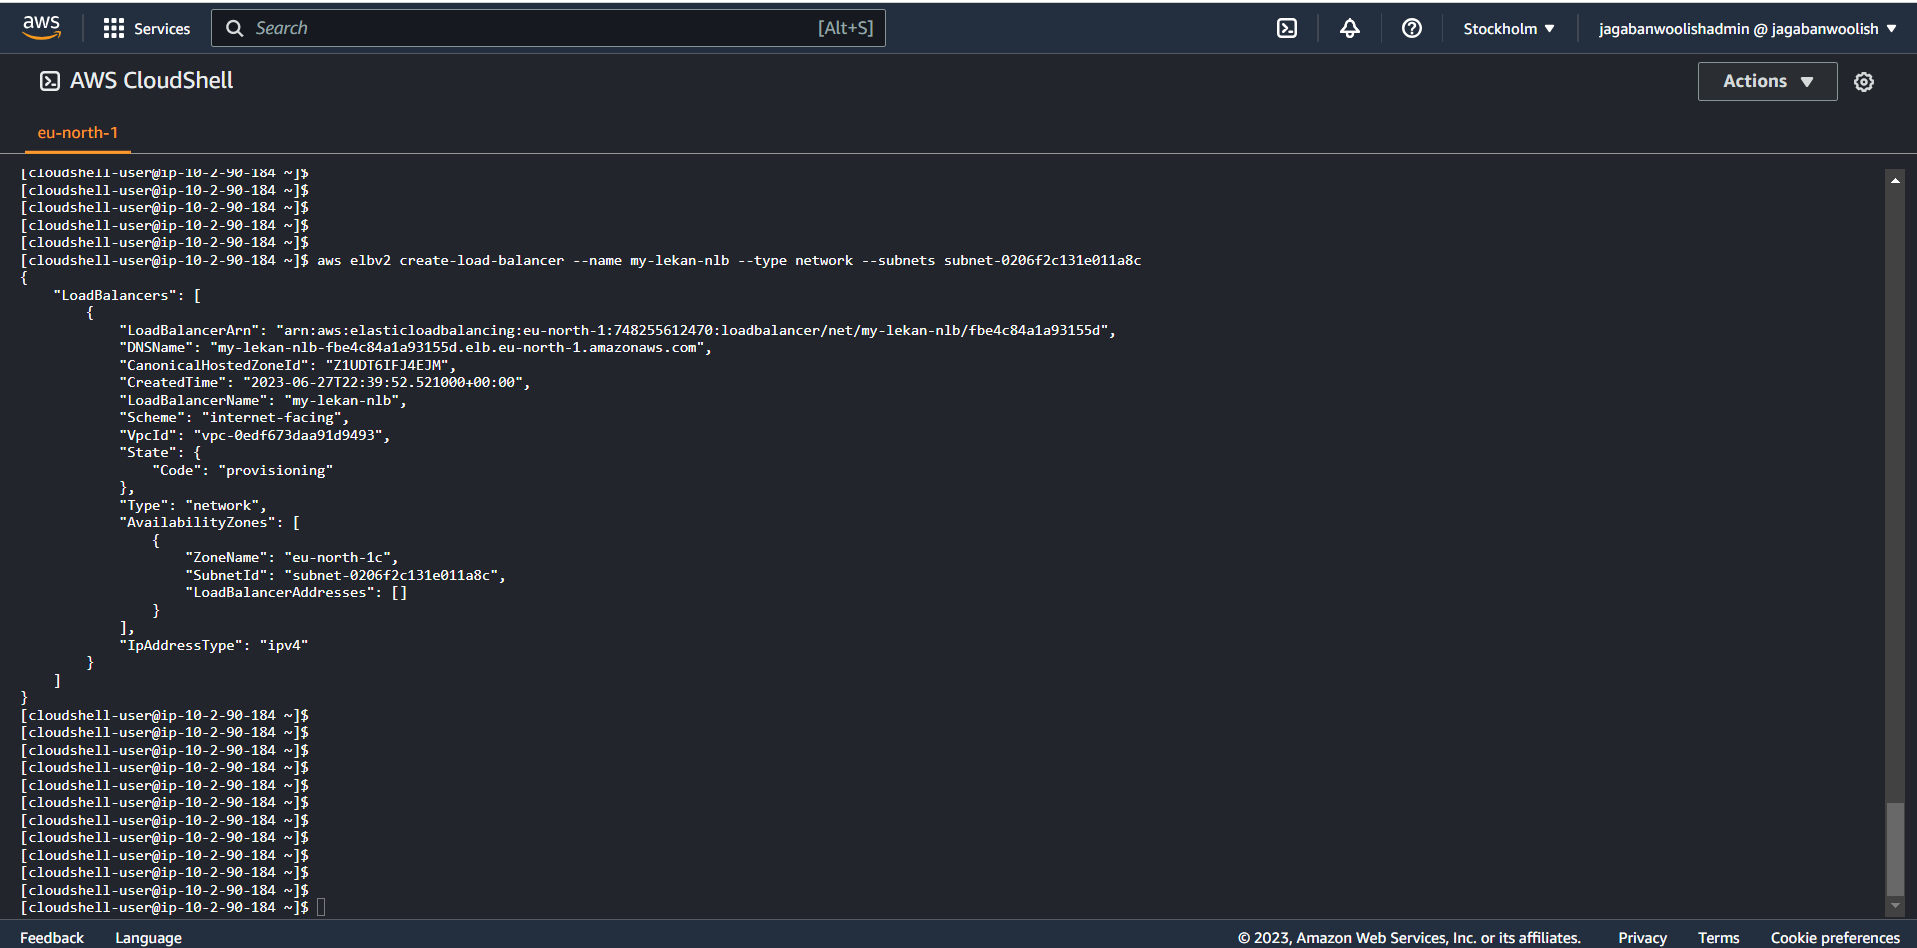 aws Services Search [Alt+S] Stockholm ▼ jagabanwoolishadmin @ jagabanwoolish ▼
AWS CloudShell Actions ▼
eu-north-1
[cloudshell-user@ip-10-2-90-184 ~]$
[cloudshell-user@ip-10-2-90-184 ~]$
[cloudshell-user@ip-10-2-90-184 ~]$
[cloudshell-user@ip-10-2-90-184 ~]$
[cloudshell-user@ip-10-2-90-184 ~]$
[cloudshell-user@ip-10-2-90-184 ~]$ aws elbv2 create-load-balancer --name my-lekan-nlb --type network --subnets subnet-0206f2c131e011a8c
{
    "LoadBalancers": [
        {
            "LoadBalancerArn": "arn:aws:elasticloadbalancing:eu-north-1:748255612470:loadbalancer/net/my-lekan-nlb/fbe4c84a1a93155d",
            "DNSName": "my-lekan-nlb-fbe4c84a1a93155d.elb.eu-north-1.amazonaws.com",
            "CanonicalHostedZoneId": "Z1UDT6IFJ4EJM",
            "CreatedTime": "2023-06-27T22:39:52.521000+00:00",
            "LoadBalancerName": "my-lekan-nlb",
            "Scheme": "internet-facing",
            "VpcId": "vpc-0edf673daa91d9493",
            "State": {
                "Code": "provisioning"
            },
            "Type": "network",
            "AvailabilityZones": [
                {
                    "ZoneName": "eu-north-1c",
                    "SubnetId": "subnet-0206f2c131e011a8c",
                    "LoadBalancerAddresses": []
                }
            ],
            "IpAddressType": "ipv4"
        }
    ]
}
[cloudshell-user@ip-10-2-90-184 ~]$
[cloudshell-user@ip-10-2-90-184 ~]$
[cloudshell-user@ip-10-2-90-184 ~]$
[cloudshell-user@ip-10-2-90-184 ~]$
[cloudshell-user@ip-10-2-90-184 ~]$
[cloudshell-user@ip-10-2-90-184 ~]$
[cloudshell-user@ip-10-2-90-184 ~]$
[cloudshell-user@ip-10-2-90-184 ~]$
[cloudshell-user@ip-10-2-90-184 ~]$
[cloudshell-user@ip-10-2-90-184 ~]$
[cloudshell-user@ip-10-2-90-184 ~]$
[cloudshell-user@ip-10-2-90-184 ~]$
Feedback Language © 2023, Amazon Web Services, Inc. or its affiliates. Privacy Terms Cookie preferences